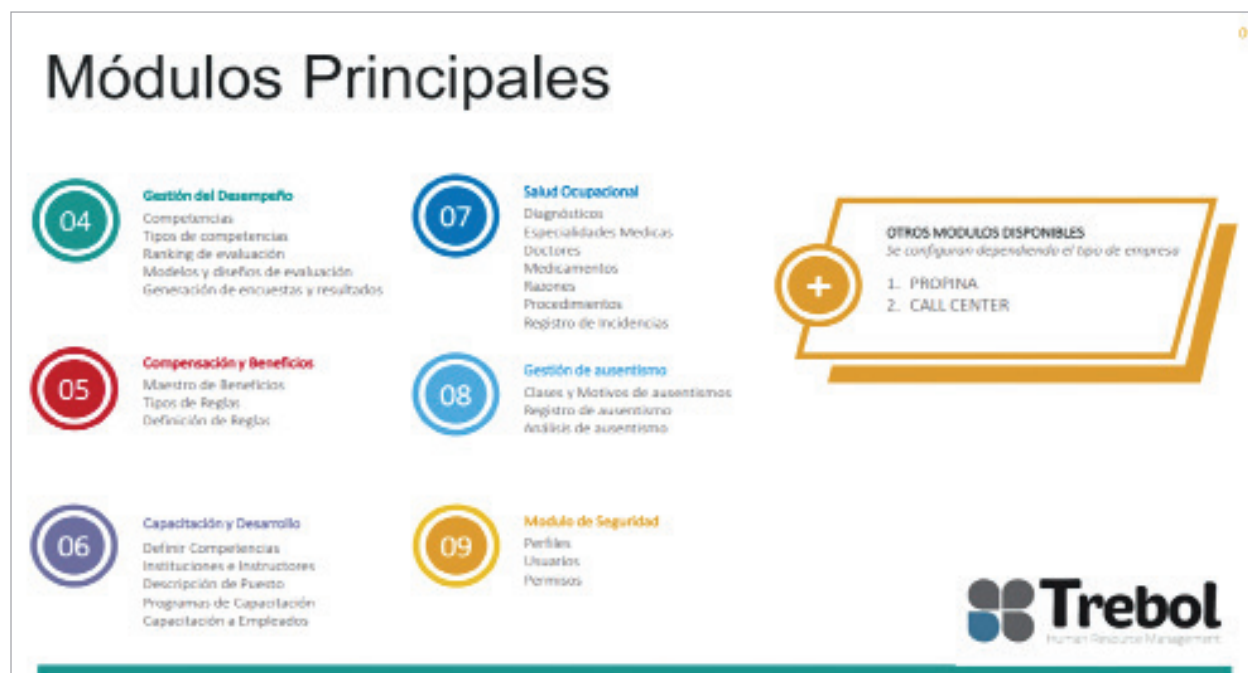 0
Módulos Principales
04
Gestión del Desempeño
Competencias
Tipos de competencias
Ranking de evaluación
Modelos y diseños de evaluación
Generación de encuestas y resultados
05
Compensación y Beneficios
Maestro de Beneficios
Tipos de Reglas
Definición de Reglas
06
Capacitación y Desarrollo
Definir Competencias
Instituciones e Instructores
Descripción de Puesto
Programas de Capacitación
Capacitación a Empleados
07
Salud Ocupacional
Diagnósticos
Especialidades Medicas
Doctores
Medicamentos
Razones
Procedimientos
Registro de Incidencias
08
Gestión de ausentismo
Clases y Motivos de ausentismos
Registro de ausentismo
Análisis de ausentismo
09
Modulo de Seguridad
Perfiles
Usuarios
Permisos
+
OTROS MODULOS DISPONIBLES
Se configuran dependiendo el tipo de empresa
1. PROPINA
2. CALL CENTER
Trebol
Human Resource Management